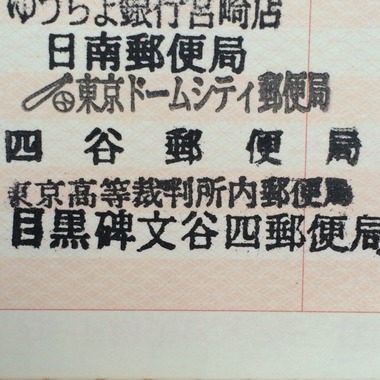 ゆうちょ銀行宮崎店
日南郵便局
東京ドームシティ郵便局
四谷郵便局
東京高等裁判所内郵便局
目黒碑文谷四郵便局